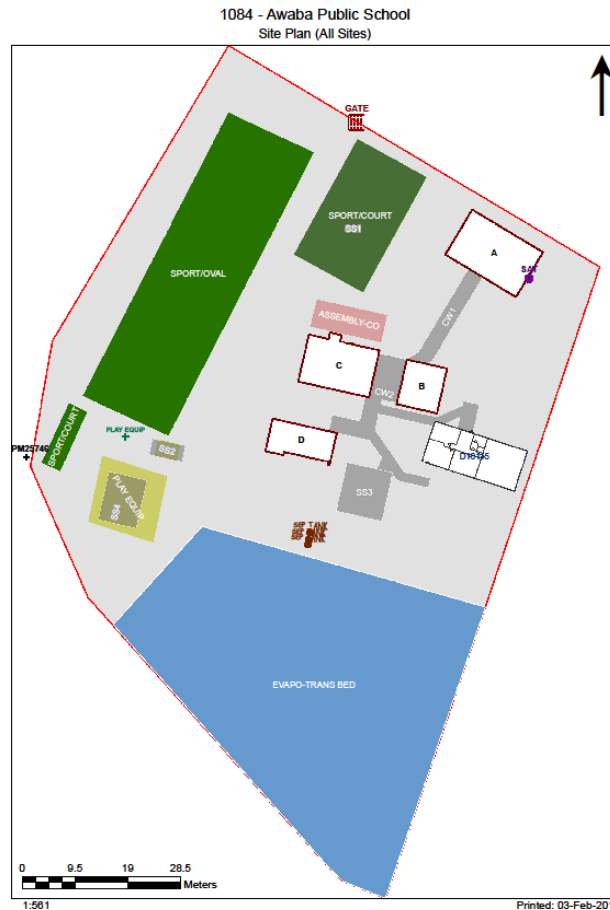 1084 - Awaba Public School
Site Plan (All Sites)
GATE
SPORT/COURT
SS1
A
SAT
SPORT/OVAL
CW1
ASSEMBLY-CO
C
CW2
B
PLAY EQUIP
SPORT/COURT
D
SS2
PLAY EQUIP
SS4
SS3
SEP TANK
EVAPO-TRANS BED
0 9.5 19 28.5
Meters
1:561
Printed: 03-Feb-201